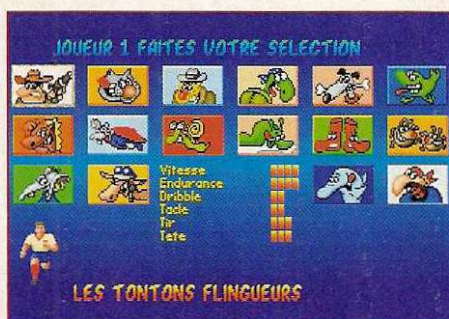 JOUEUR 1 FAITES VOTRE SELECTION
Vitesse
Endurance
Dribble
Tacle
Tir
Tete
LES TONTONS FLINGUEURS